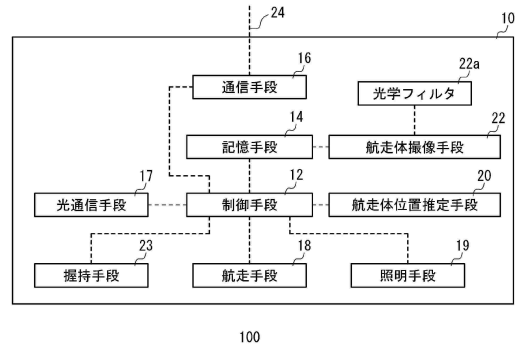 24
10
16
通信手段
22a
光学フィルタ
14
記憶手段
22
航走体撮像手段
17
光通信手段
12
制御手段
20
航走体位置推定手段
23
握持手段
18
航走手段
19
照明手段
100